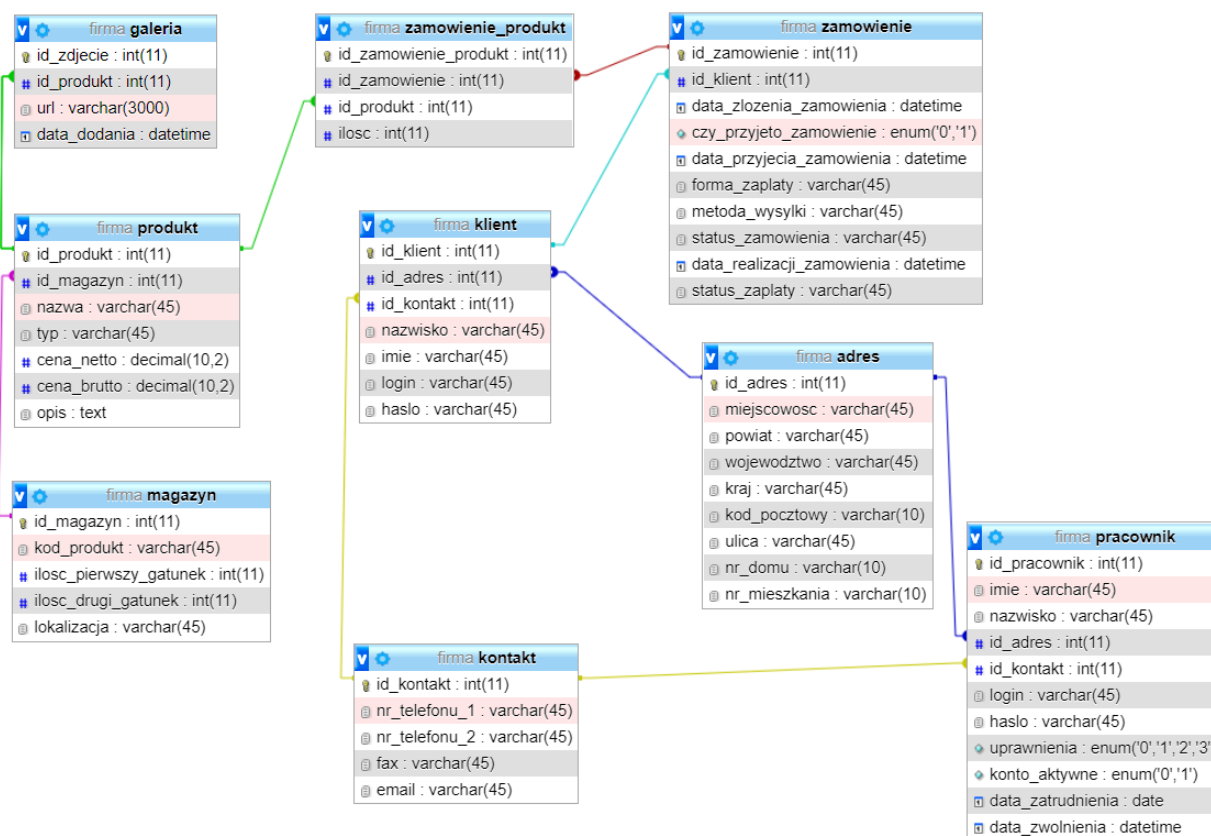 firma galeria
id_zdjecie : int(11)
id_produkt : int(11)
url : varchar(3000)
data_dodania : datetime
firma zamowienie_produkt
id_zamowienie_produkt : int(11)
id_zamowienie : int(11)
id_produkt : int(11)
ilosc : int(11)
firma zamowienie
id_zamowienie : int(11)
id_klient : int(11)
data_zlozenia_zamowienia : datetime
czy_przyjeto_zamowienie : enum('0','1')
data_przyjecia_zamowienia : datetime
forma_zaplaty : varchar(45)
metoda_wysylki : varchar(45)
status_zamowienia : varchar(45)
data_realizacji_zamowienia : datetime
status_zaplaty : varchar(45)
firma produkt
id_produkt : int(11)
id_magazyn : int(11)
nazwa : varchar(45)
typ : varchar(45)
cena_netto : decimal(10,2)
cena_brutto : decimal(10,2)
opis : text
firma klient
id_klient : int(11)
id_adres : int(11)
id_kontakt : int(11)
nazwisko : varchar(45)
imie : varchar(45)
login : varchar(45)
haslo : varchar(45)
firma adres
id_adres : int(11)
miejscowosc : varchar(45)
powiat : varchar(45)
wojewodztwo : varchar(45)
kraj : varchar(45)
kod_pocztowy : varchar(10)
ulica : varchar(45)
nr_domu : varchar(10)
nr_mieszkania : varchar(10)
firma magazyn
id_magazyn : int(11)
kod_produkt : varchar(45)
ilosc_pierwszy_gatunek : int(11)
ilosc_drugi_gatunek : int(11)
lokalizacja : varchar(45)
firma pracownik
id_pracownik : int(11)
imie : varchar(45)
nazwisko : varchar(45)
id_adres : int(11)
id_kontakt : int(11)
login : varchar(45)
haslo : varchar(45)
uprawnienia : enum('0','1','2','3'
konto_aktywne : enum('0','1')
data_zatrudnienia : date
data_zwolnienia : datetime
firma kontakt
id_kontakt : int(11)
nr_telefonu_1 : varchar(45)
nr_telefonu_2 : varchar(45)
fax : varchar(45)
email : varchar(45)